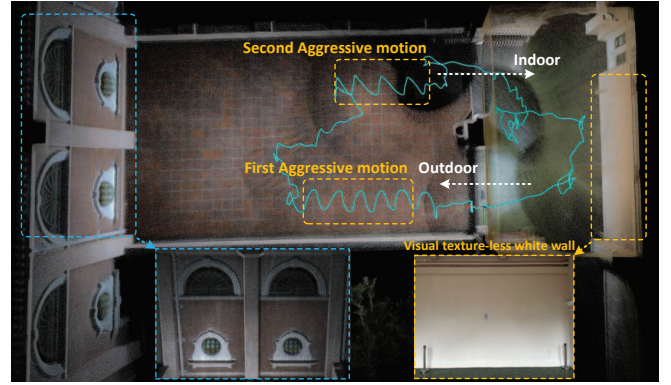 Second Aggressive motion
Indoor
First Aggressive motion
Outdoor
Visual texture-less white wall